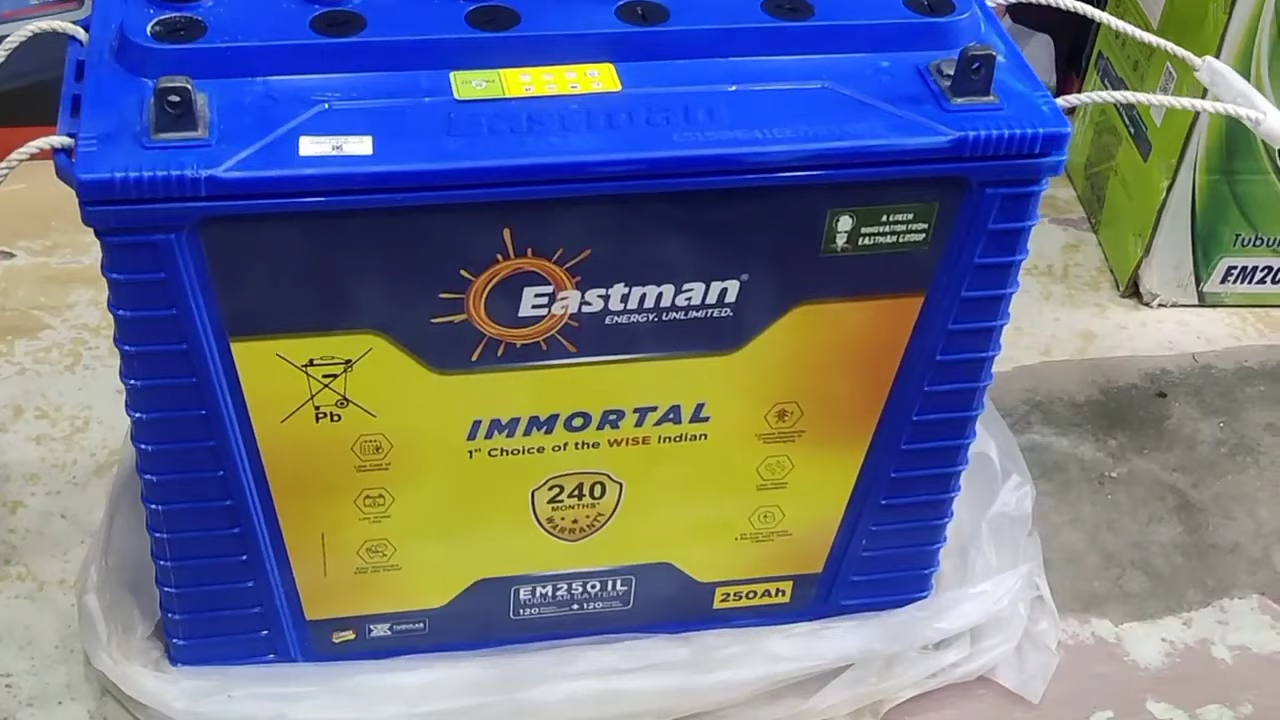 Eastman
A GREEN
INNOVATION FROM
EASTMAN GROUP
Eastman®
ENERGY. UNLIMITED.
Pb
IMMORTAL
1st Choice of the WISE Indian
240
MONTHS*
WARRANTY
EM250IL
TUBULAR BATTERY
120 + 120
250Ah
TUBULAR
Tubu
EM20